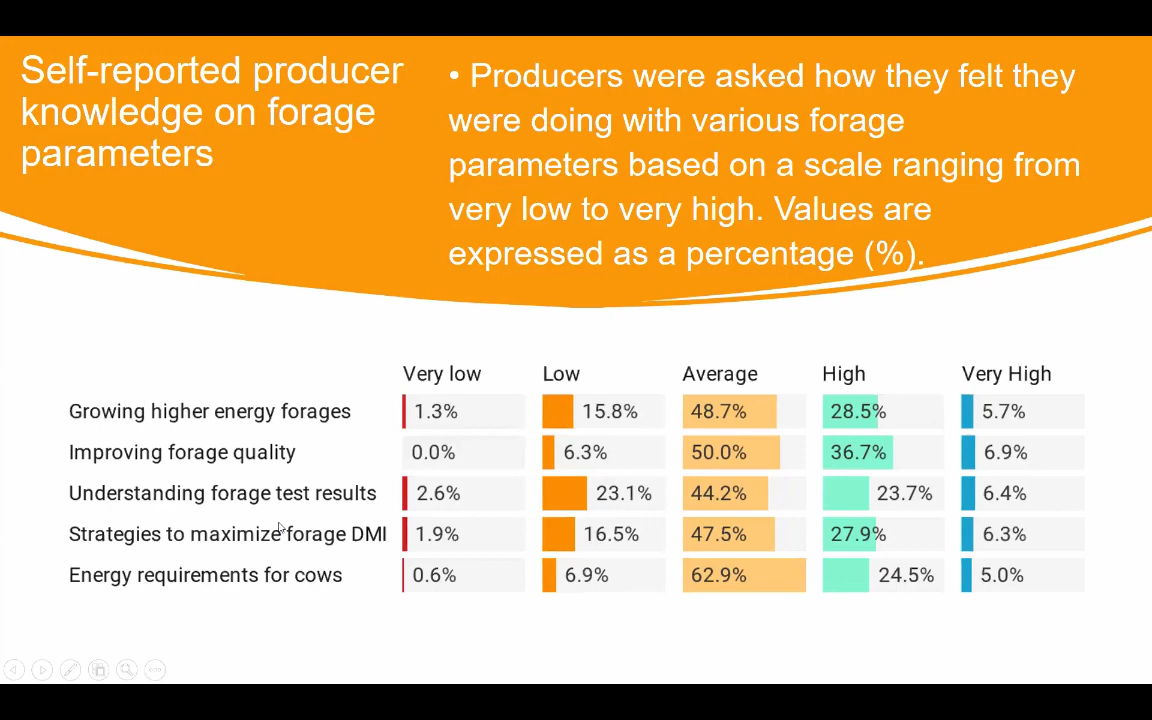 Self-reported producer
knowledge on forage
parameters
• Producers were asked how they felt they
were doing with various forage
parameters based on a scale ranging from
very low to very high. Values are
expressed as a percentage (%).
Very low Low Average High Very High
Growing higher energy forages 1.3% 15.8% 48.7% 28.5% 5.7%
Improving forage quality 0.0% 6.3% 50.0% 36.7% 6.9%
Understanding forage test results 2.6% 23.1% 44.2% 23.7% 6.4%
Strategies to maximize forage DMI 1.9% 16.5% 47.5% 27.9% 6.3%
Energy requirements for cows 0.6% 6.9% 62.9% 24.5% 5.0%